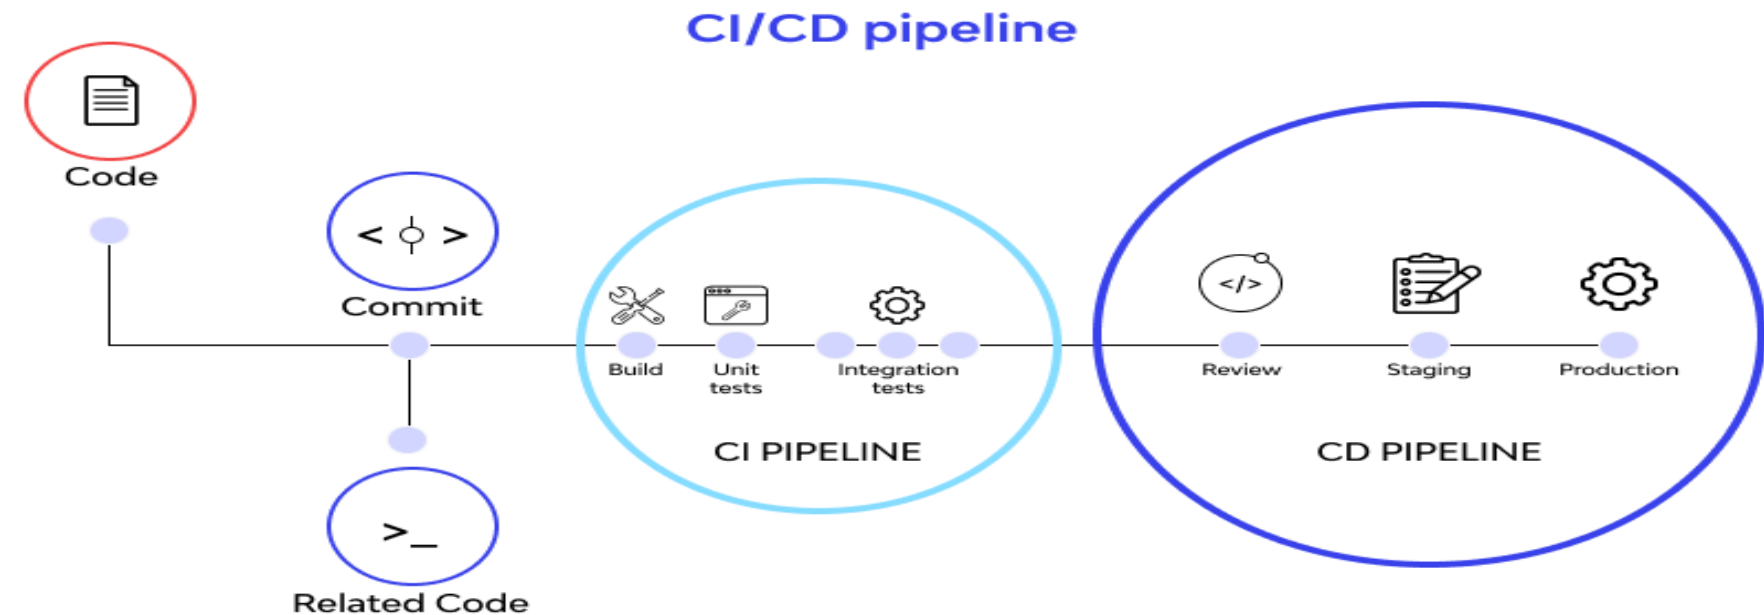 CI/CD pipeline
Code
< >
Commit
>_
Related Code
Build
Unit
tests
Integration
tests
CI PIPELINE
</>
Review
Staging
Production
CD PIPELINE